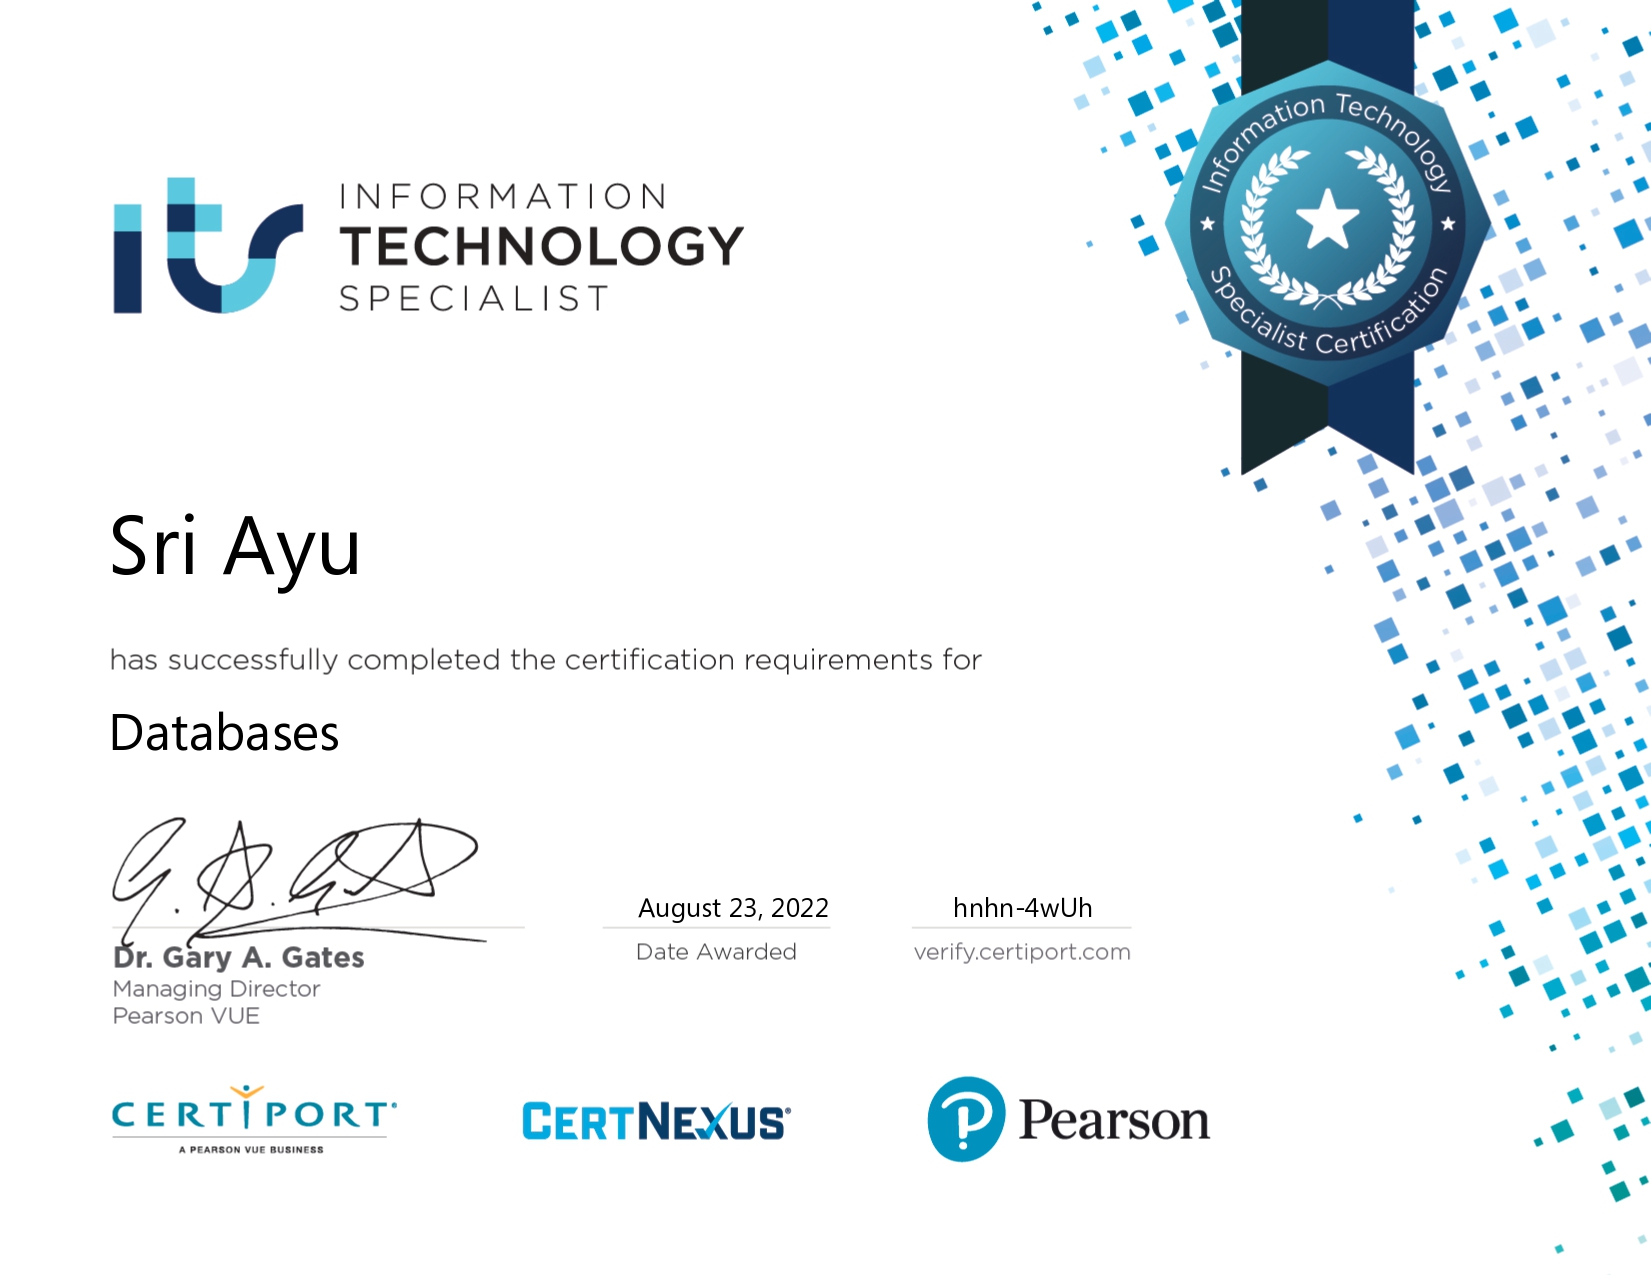 its
INFORMATION
TECHNOLOGY
SPECIALIST
Information Technology
Specialist Certification
Sri Ayu
has successfully completed the certification requirements for
Databases
G. A. Gates
August 23, 2022
hnhn-4wUh
Dr. Gary A. Gates
Date Awarded
verify.certiport.com
Managing Director
Pearson VUE
CERTIPORT®
A PEARSON VUE BUSINESS
CERTNEXUS®
P Pearson